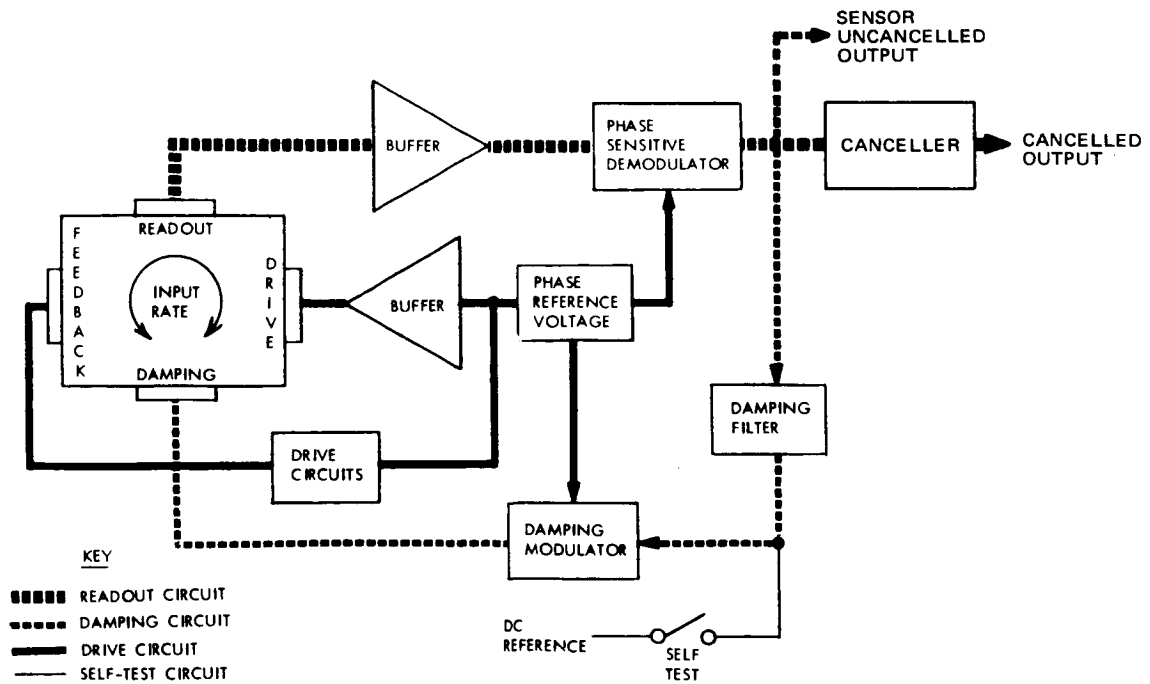 SENSOR
UNCANCELLED
OUTPUT
BUFFER
PHASE
SENSITIVE
DEMODULATOR
CANCELLER
CANCELLED
OUTPUT
READOUT
FEEDBACK
INPUT
RATE
DRIVE
DAMPING
BUFFER
PHASE
REFERENCE
VOLTAGE
DAMPING
FILTER
DRIVE
CIRCUITS
DAMPING
MODULATOR
KEY
READOUT CIRCUIT
DAMPING CIRCUIT
DRIVE CIRCUIT
SELF-TEST CIRCUIT
DC
REFERENCE
SELF
TEST